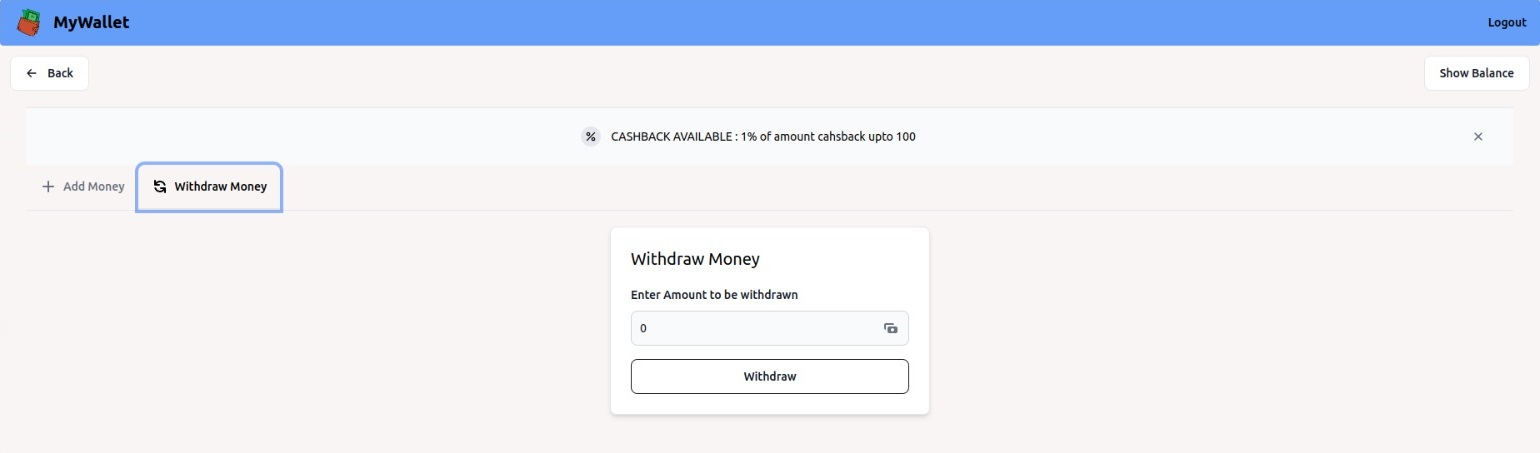 MyWallet
Logout
Back
Show Balance
% CASHBACK AVAILABLE : 1% of amount cahsback upto 100
Add Money
Withdraw Money
Withdraw Money
Enter Amount to be withdrawn
0
Withdraw